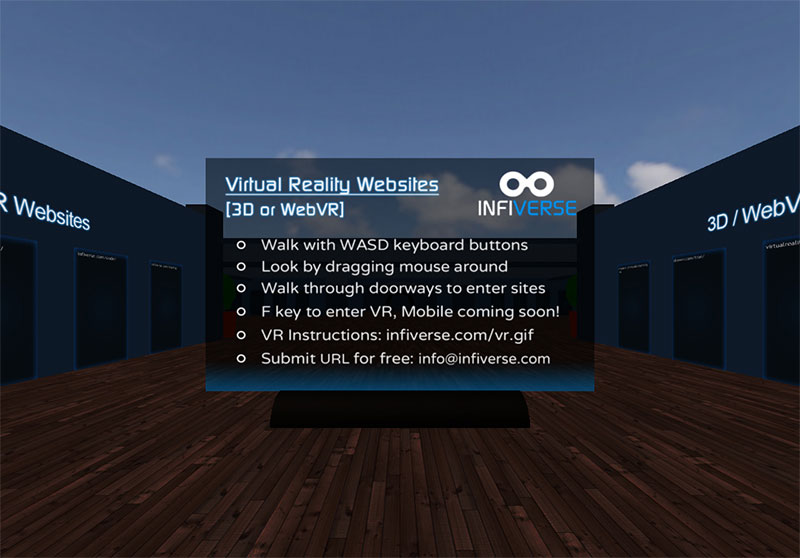 Virtual Reality Websites
[3D or WebVR]
INFIVERSE
R Websites
3D / WebV
Walk with WASD keyboard buttons
Look by dragging mouse around
Walk through doorways to enter sites
F key to enter VR, Mobile coming soon!
VR Instructions: infiverse.com/vr.gif
Submit URL for free: info@infiverse.com